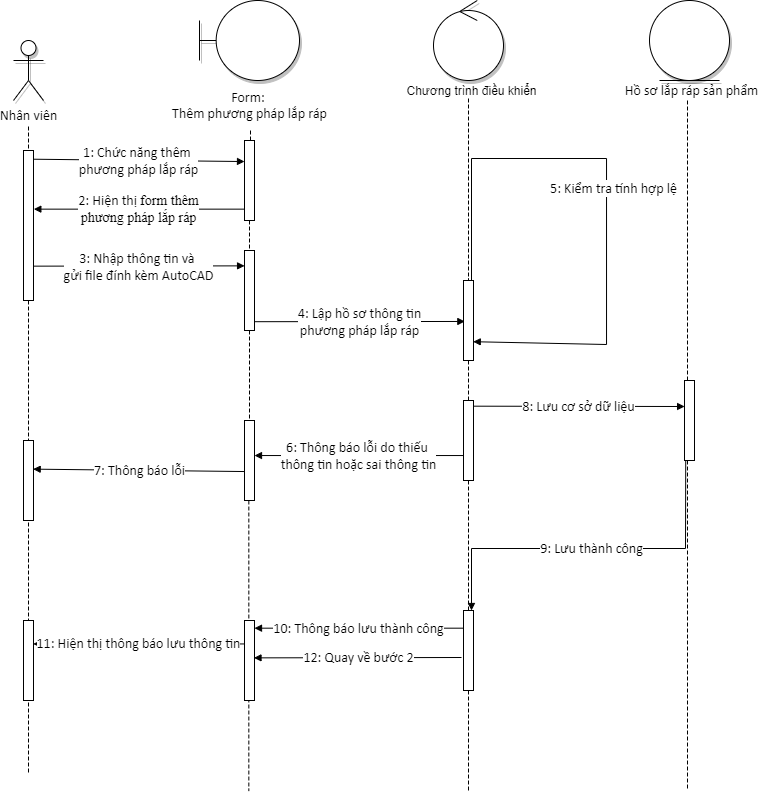 Nhân viên
Form:
Thêm phương pháp lắp ráp
Chương trình điều khiển
Hồ sơ lắp ráp sản phẩm
1: Chức năng thêm
phương pháp lắp ráp
5: Kiểm tra tính hợp lệ
2: Hiện thị form thêm
phương pháp lắp ráp
3: Nhập thông tin và
gửi file đính kèm AutoCAD
4: Lập hồ sơ thông tin
phương pháp lắp ráp
8: Lưu cơ sở dữ liệu
6: Thông báo lỗi do thiếu
thông tin hoặc sai thông tin
7: Thông báo lỗi
9: Lưu thành công
10: Thông báo lưu thành công
11: Hiện thị thông báo lưu thông tin
12: Quay về bước 2